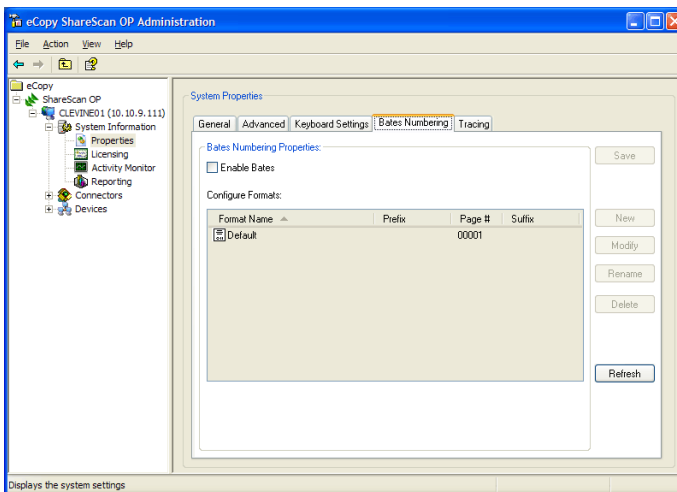 eCopy ShareScan OP Administration
File Action View Help
eCopy
ShareScan OP
CLEVINE01 (10.10.9.111)
System Information
Properties
Licensing
Activity Monitor
Reporting
Connectors
Devices
System Properties
General Advanced Keyboard Settings Bates Numbering Tracing
Bates Numbering Properties:
Enable Bates
Configure Formats:
Format Name Prefix Page # Suffix
Default 00001
Save
New
Modify
Rename
Delete
Refresh
Displays the system settings